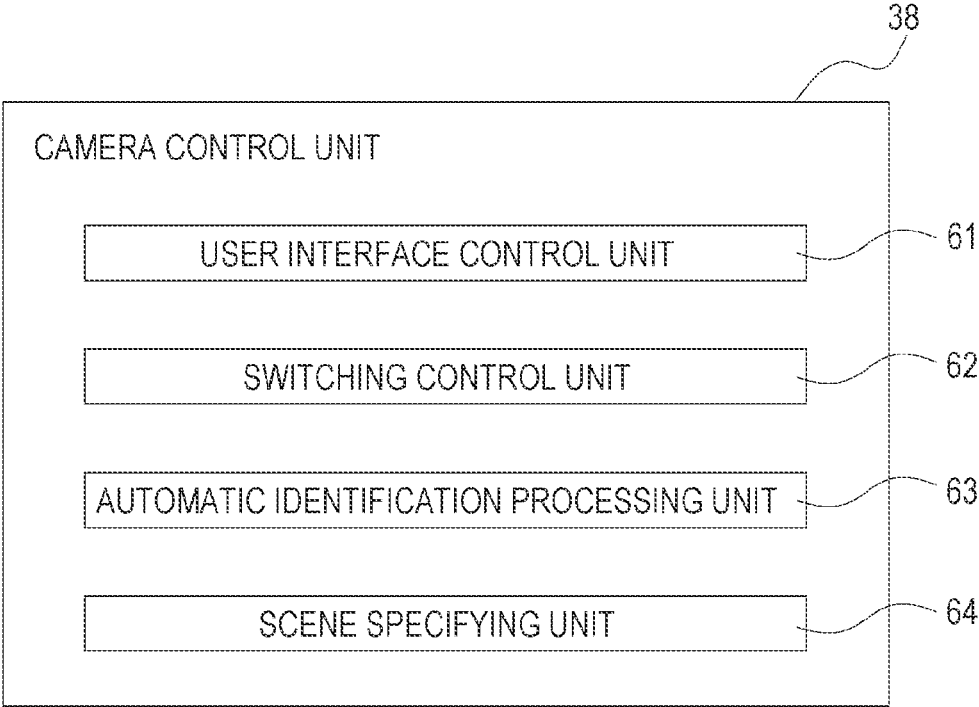 38
CAMERA CONTROL UNIT
USER INTERFACE CONTROL UNIT
61
SWITCHING CONTROL UNIT
62
AUTOMATIC IDENTIFICATION PROCESSING UNIT
63
SCENE SPECIFYING UNIT
64